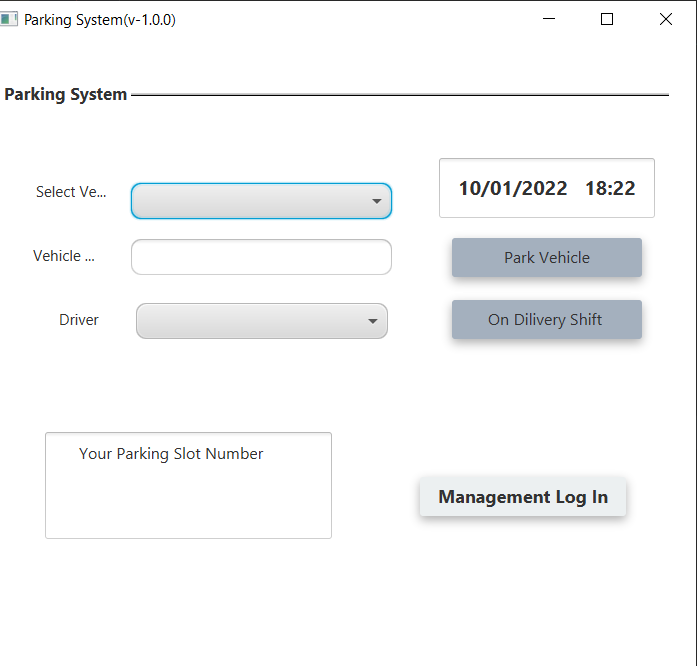 Parking System(v-1.0.0)
Parking System
Select Ve...
10/01/2022 18:22
Vehicle ...
Park Vehicle
Driver
On Dilivery Shift
Your Parking Slot Number
Management Log In